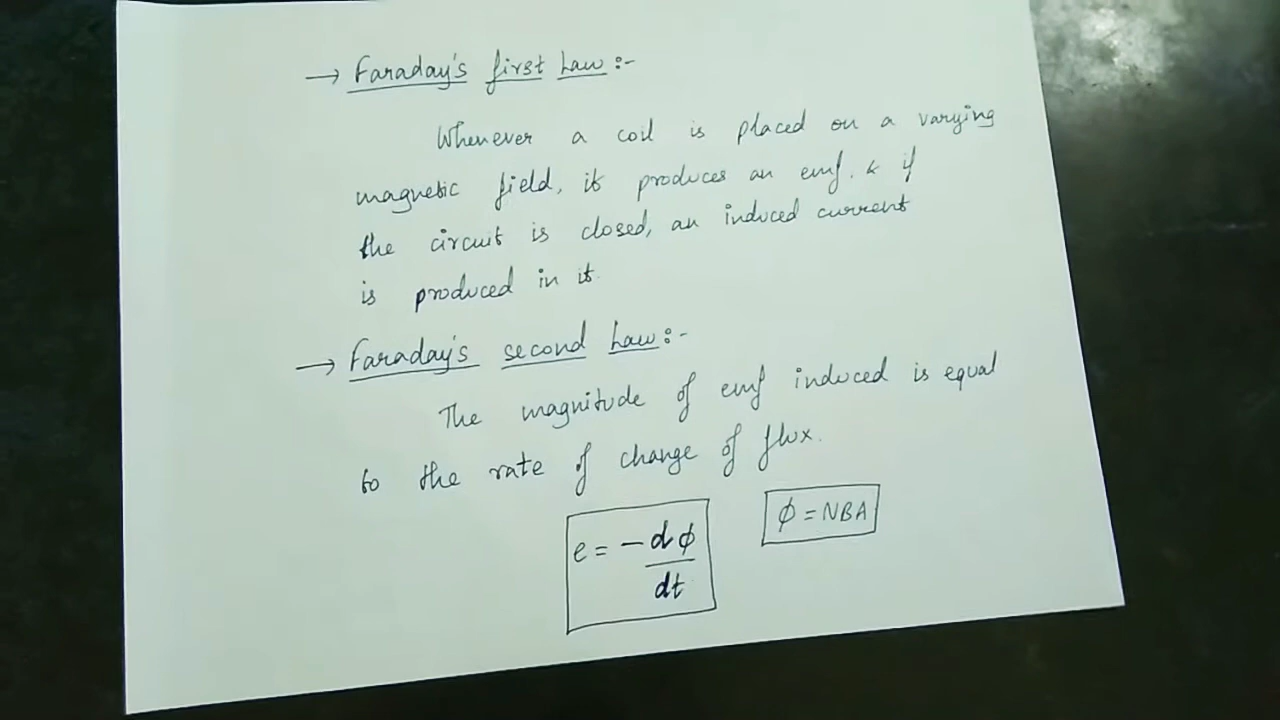 → Faraday's first Law :-
Whenever a coil is placed on a varying
magnetic field, it produces an emf. & if
the circuit is closed, an induced current
is produced in it.
→ Faraday's second Law :-
The magnitude of emf induced is equal
to the rate of change of flux.
e = -dϕ/dt
ϕ = NBA